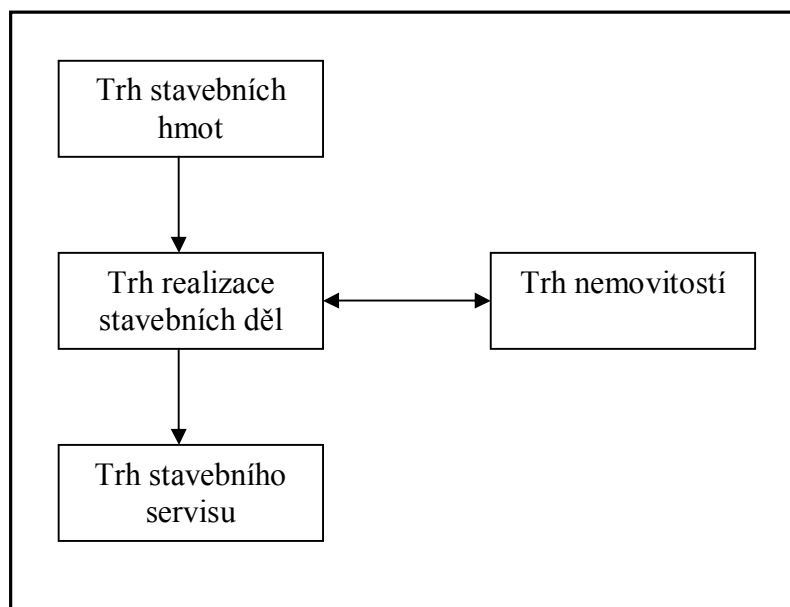 Trh stavebních
hmot
Trh realizace
stavebních děl
Trh nemovitostí
Trh stavebního
servisu